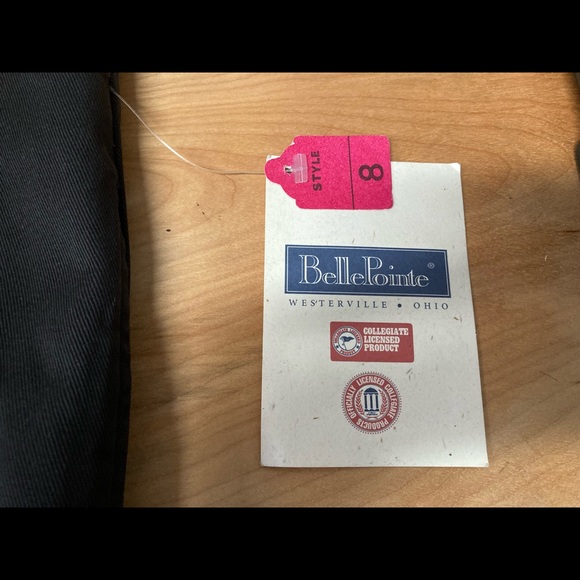 STYLE
8
BellePointe®
WESTERVILLE • OHIO
COLLEGIATE
LICENSED
PRODUCT
OFFICIALLY LICENSED COLLEGIATE PRODUCTS